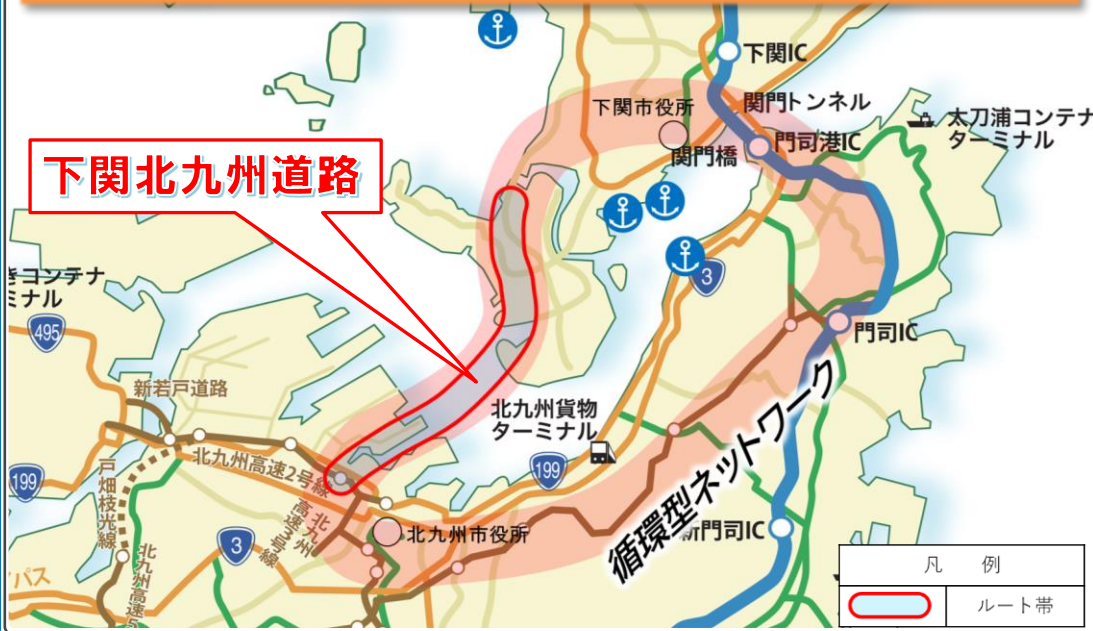 下関IC
関門トンネル
下関市役所
太刀浦コンテナ
ターミナル
門司港IC
関門橋
下関北九州道路
3
きコンテナ
ミナル
495
門司IC
新若戸道路
北九州貨物
ターミナル
循環型ネットワーク
北九州高速2号線
199
199
戸畑枝光線
北九州
高速3号線
北九州市役所
新門司IC
3
北九州高速5
パス
凡 例
ルート帯